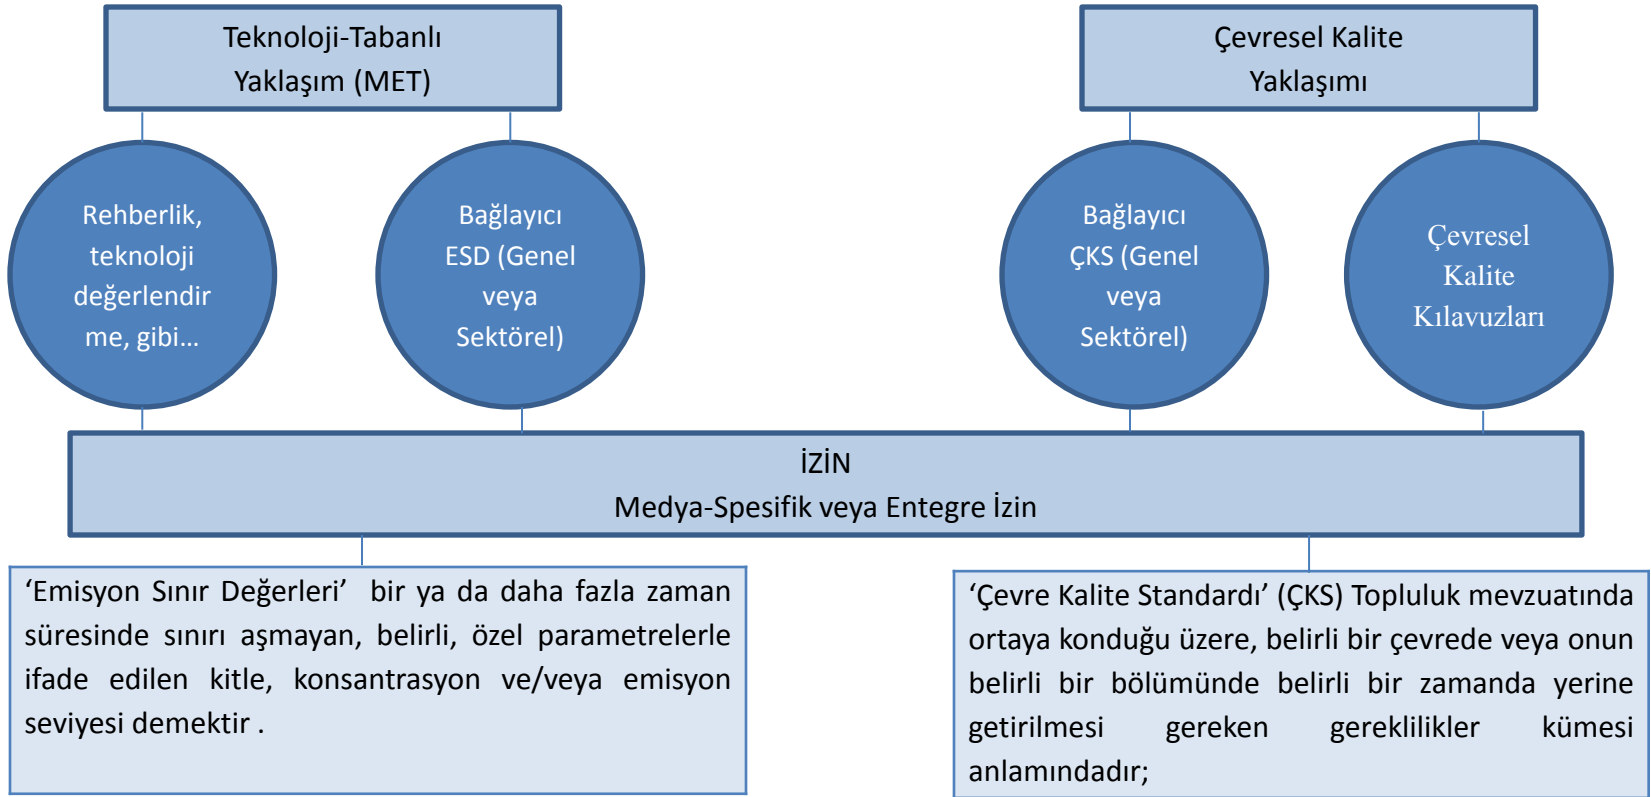 Teknoloji-Tabanlı
Yaklaşım (MET)
Çevresel Kalite
Yaklaşımı
Rehberlik,
teknoloji
değerlendir
me, gibi...
Bağlayıcı
ESD (Genel
veya
Sektörel)
Bağlayıcı
ÇKS (Genel
veya
Sektörel)
Çevresel
Kalite
Kılavuzları
İZİN
Medya-Spesifik veya Entegre İzin
‘Emisyon Sınır Değerleri’ bir ya da daha fazla zaman
süresinde sınırı aşmayan, belirli, özel parametrelerle
ifade edilen kitle, konsantrasyon ve/veya emisyon
seviyesi demektir .
‘Çevre Kalite Standardı’ (ÇKS) Topluluk mevzuatında
ortaya konduğu üzere, belirli bir çevrede veya onun
belirli bir bölümünde belirli bir zamanda yerine
getirilmesi gereken gereklilikler kümesi
anlamındadır;